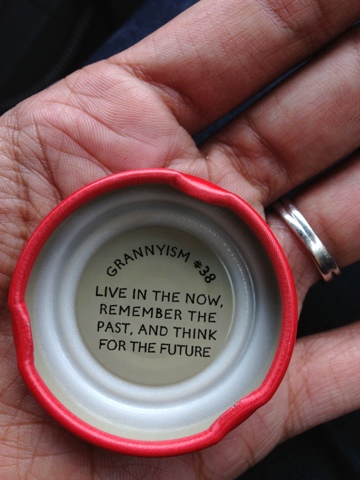 GRANNYISM #38
LIVE IN THE NOW,
REMEMBER THE
PAST, AND THINK
FOR THE FUTURE